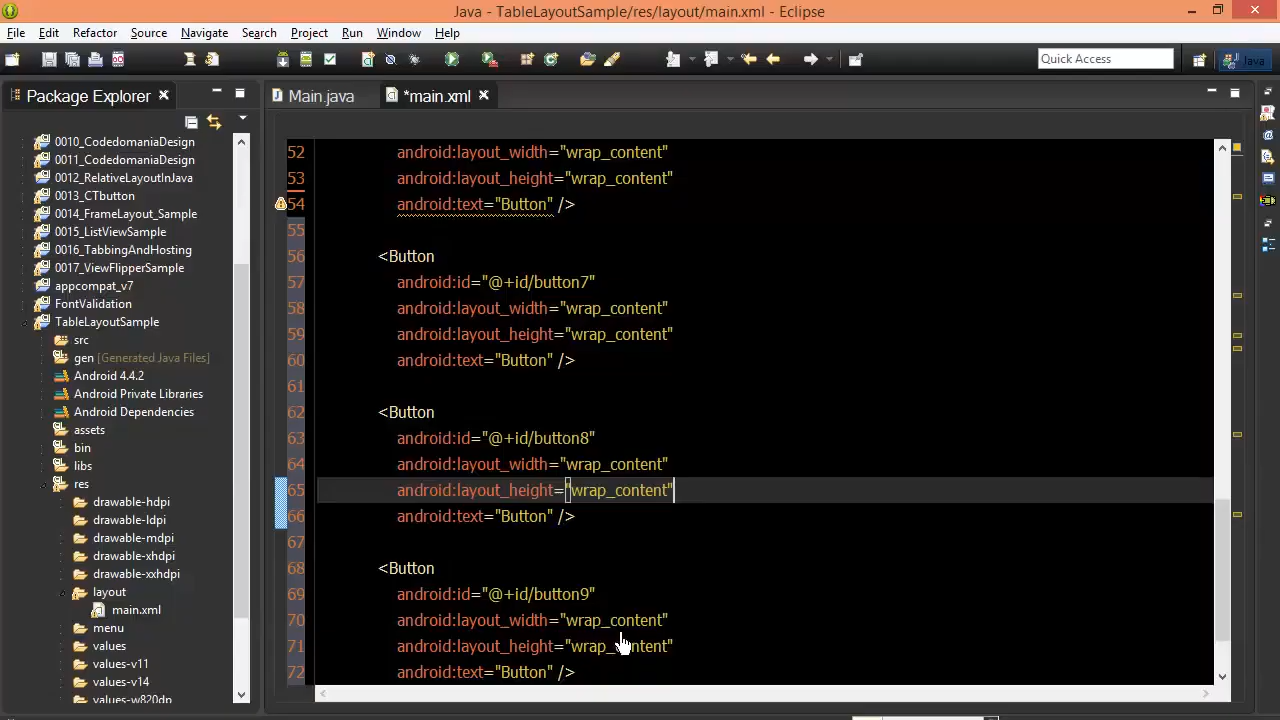 Java - TableLayoutSample/res/layout/main.xml - Eclipse
File Edit Refactor Source Navigate Search Project Run Window Help
Quick Access
Java
Package Explorer
Main.java
*main.xml
0010_CodedomaniaDesign
0011_CodedomaniaDesign
0012_RelativeLayoutInJava
0013_CTbutton
0014_FrameLayout_Sample
0015_ListViewSample
0016_TabbingAndHosting
0017_ViewFlipperSample
appcompat_v7
FontValidation
TableLayoutSample
src
gen [Generated Java Files]
Android 4.4.2
Android Private Libraries
Android Dependencies
assets
bin
libs
res
drawable-hdpi
drawable-ldpi
drawable-mdpi
drawable-xhdpi
drawable-xxhdpi
layout
main.xml
menu
values
values-v11
values-v14
values-w820dp
52 android:layout_width="wrap_content"
53 android:layout_height="wrap_content"
54 android:text="Button" />
55
56 <Button
57 android:id="@+id/button7"
58 android:layout_width="wrap_content"
59 android:layout_height="wrap_content"
60 android:text="Button" />
61
62 <Button
63 android:id="@+id/button8"
64 android:layout_width="wrap_content"
65 android:layout_height="wrap_content"
66 android:text="Button" />
67
68 <Button
69 android:id="@+id/button9"
70 android:layout_width="wrap_content"
71 android:layout_height="wrap_content"
72 android:text="Button" />